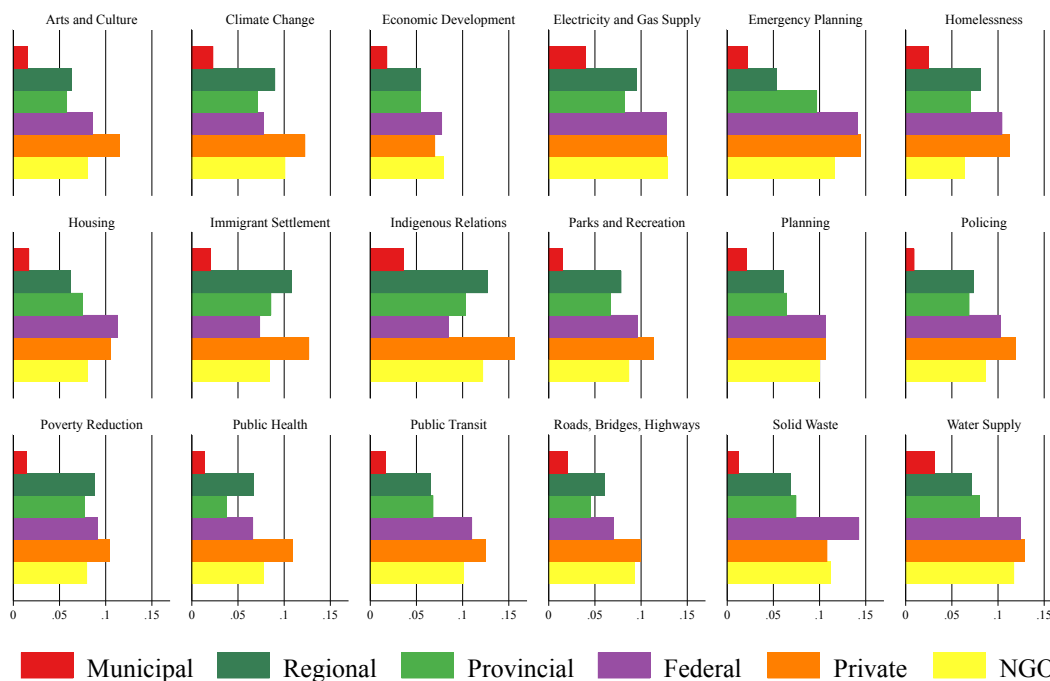 Arts and Culture
Climate Change
Economic Development
Electricity and Gas Supply
Emergency Planning
Homelessness
Housing
Immigrant Settlement
Indigenous Relations
Parks and Recreation
Planning
Policing
Poverty Reduction
Public Health
Public Transit
Roads, Bridges, Highways
Solid Waste
Water Supply
0 .05 .1 .15 0 .05 .1 .15 0 .05 .1 .15 0 .05 .1 .15 0 .05 .1 .15 0 .05 .1 .15
Municipal Regional Provincial Federal Private NGO